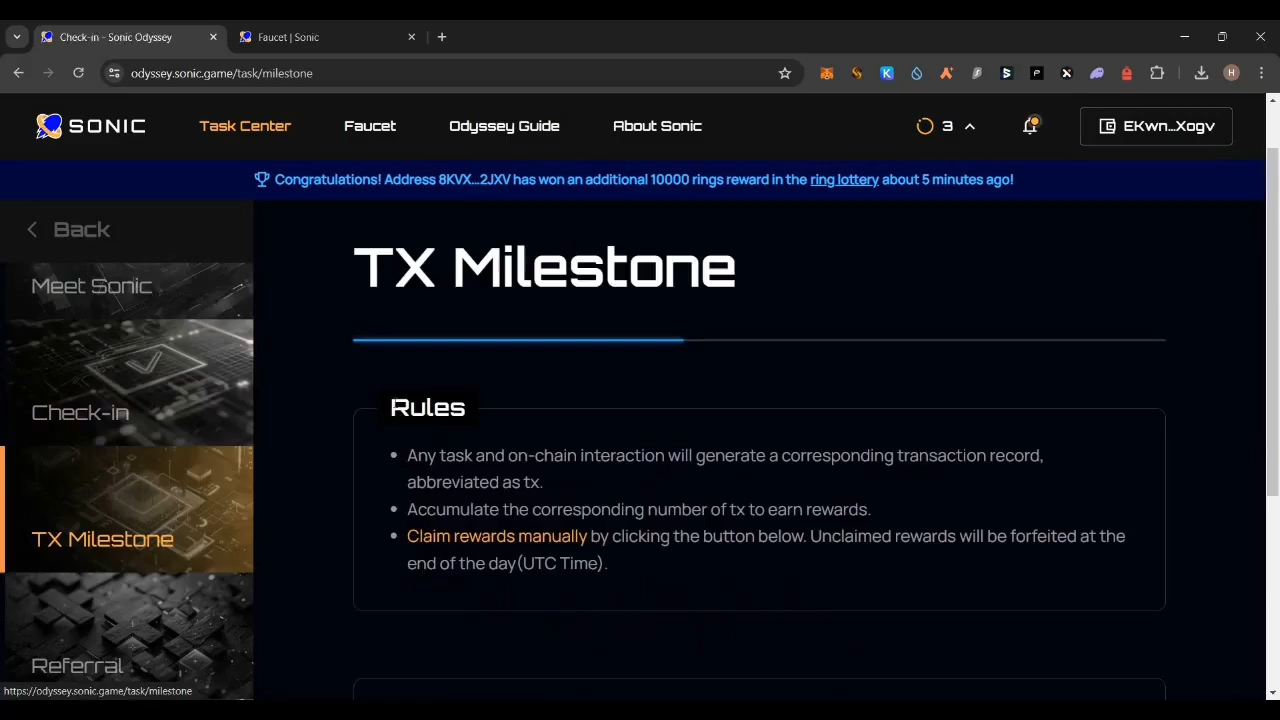 Check-in - Sonic Odyssey
Faucet | Sonic
odyssey.sonic.game/task/milestone
H
SONIC
Task Center
Faucet
Odyssey Guide
About Sonic
3
EKwn...Xogv
Congratulations! Address 8KVX...2JXV has won an additional 10000 rings reward in the ring lottery about 5 minutes ago!
Back
Meet Sonic
Check-in
TX Milestone
Referral
https://odyssey.sonic.game/task/milestone
TX Milestone
Rules
• Any task and on-chain interaction will generate a corresponding transaction record,
abbreviated as tx.
• Accumulate the corresponding number of tx to earn rewards.
• Claim rewards manually by clicking the button below. Unclaimed rewards will be forfeited at the
end of the day(UTC Time).